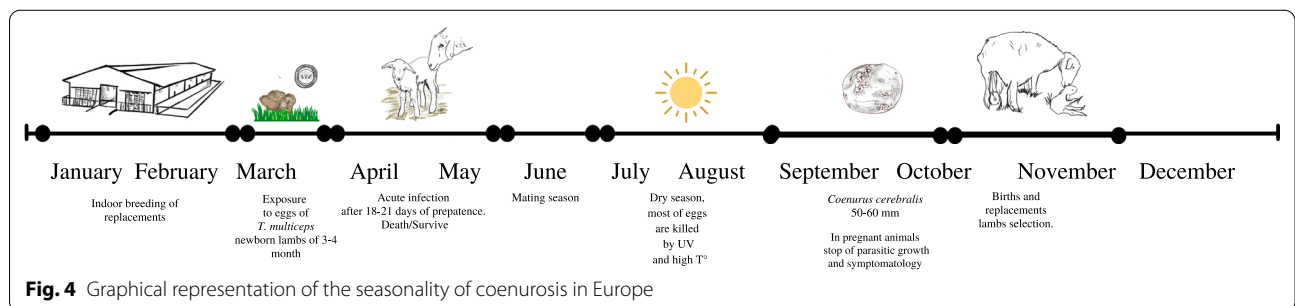 January February March April May June July August September October November December
Indoor breeding of
replacements
Exposure
to eggs of
T. multiceps
newborn lambs of 3-4
month
Acute infection
after 18-21 days of prepatence.
Death/Survive
Mating season
Dry season,
most of eggs
are killed
by UV
and high T°
Coenurus cerebralis
50-60 mm
In pregnant animals
stop of parasitic growth
and symptomatology
Births and
replacements
lambs selection.
Fig. 4 Graphical representation of the seasonality of coenurosis in Europe